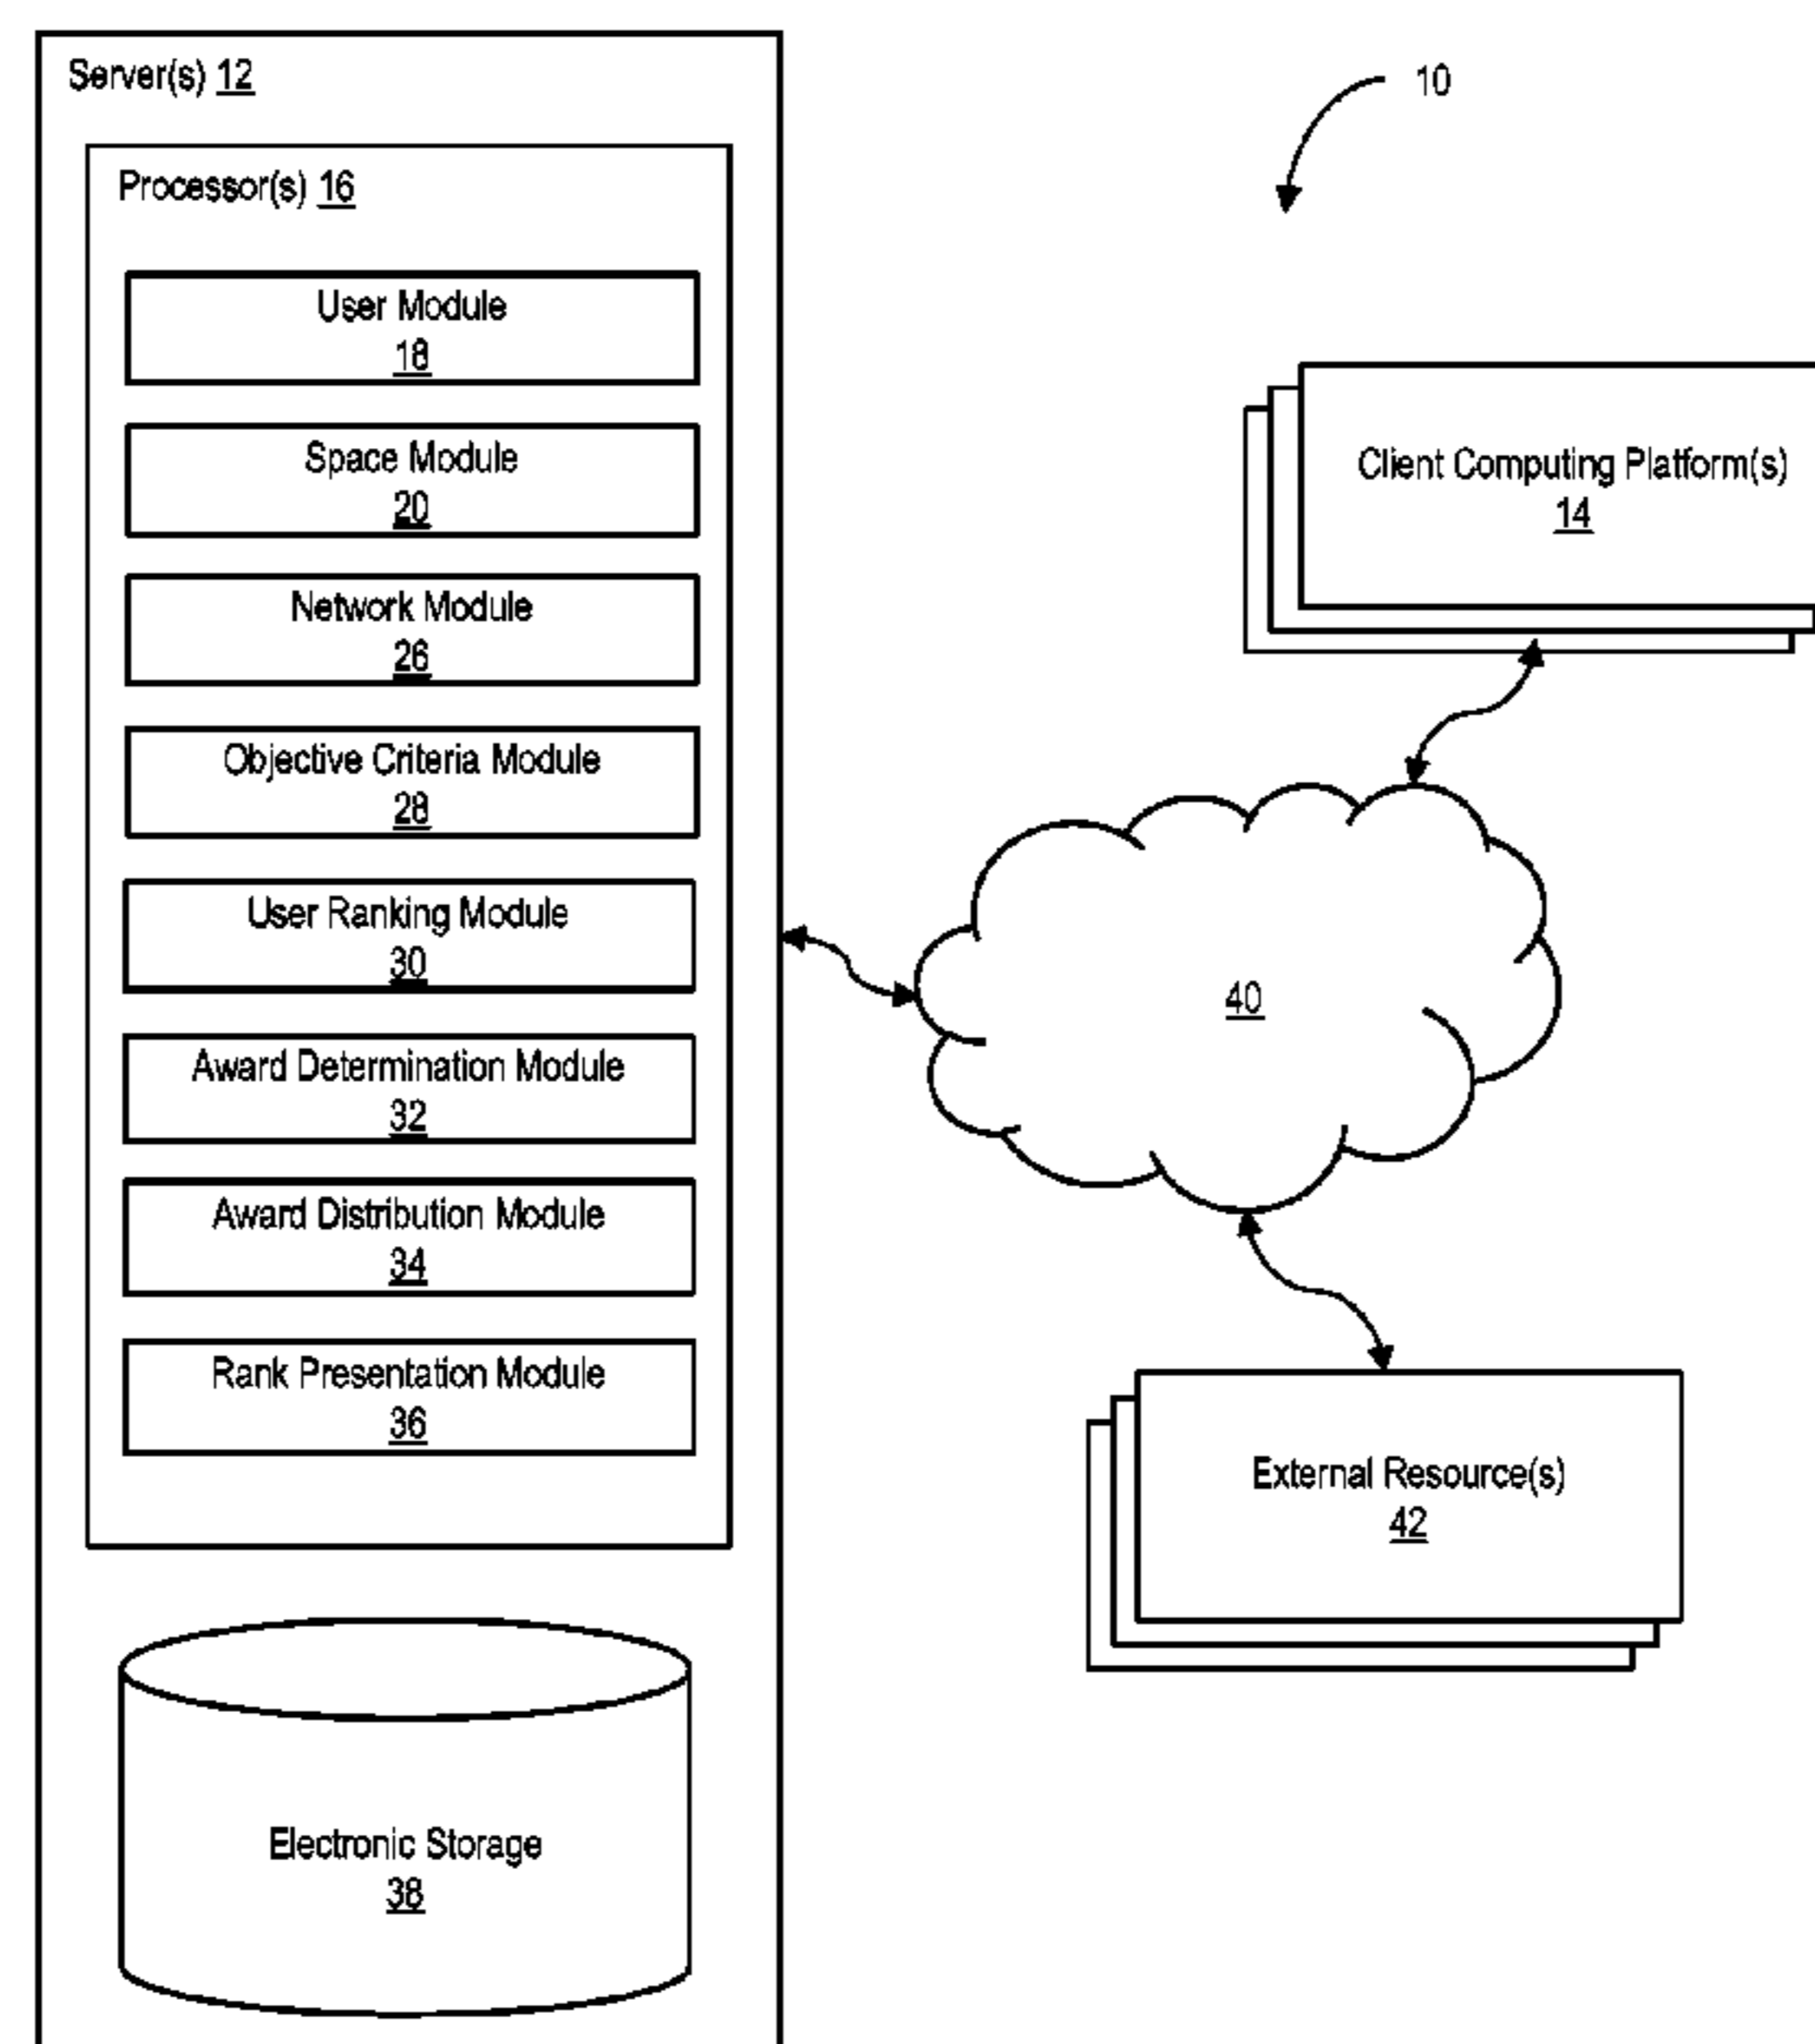 Server(s) 12
10
Processor(s) 16
User Module
18
Space Module
20
Network Module
26
Objective Criteria Module
28
User Ranking Module
30
Award Determination Module
32
Award Distribution Module
34
Rank Presentation Module
36
Electronic Storage
38
Client Computing Platform(s)
14
40
External Resource(s)
42